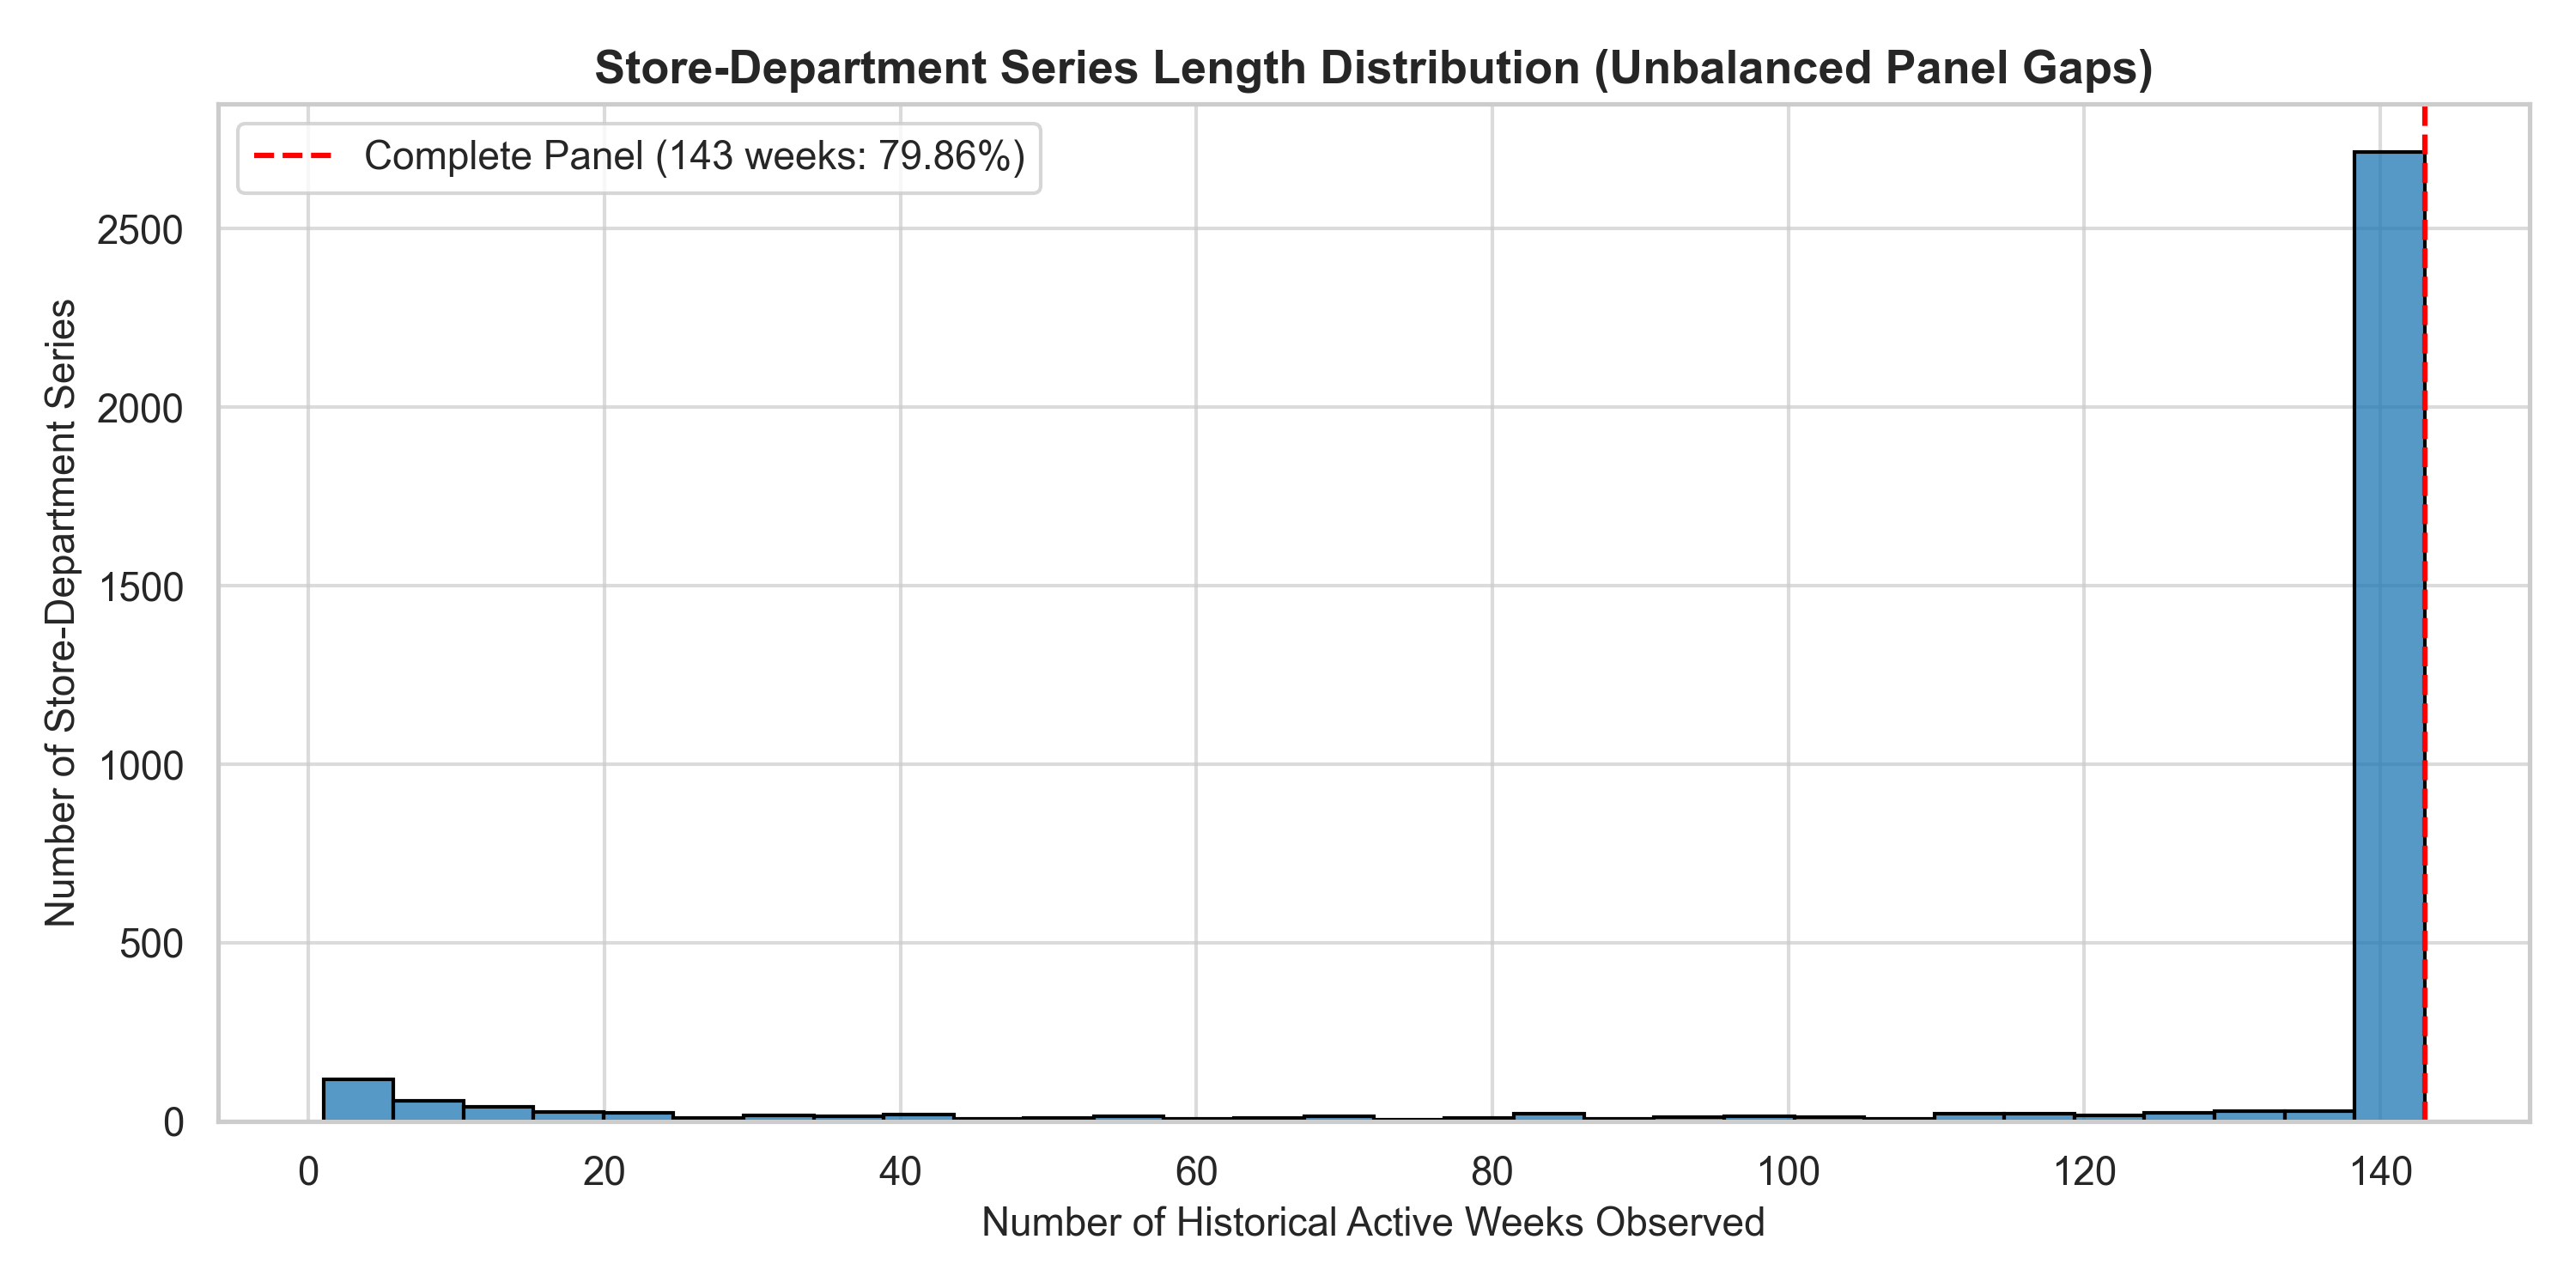 Store-Department Series Length Distribution (Unbalanced Panel Gaps)
Complete Panel (143 weeks: 79.86%)
Number of Store-Department Series
2500
2000
1500
1000
500
0
0 20 40 60 80 100 120 140
Number of Historical Active Weeks Observed